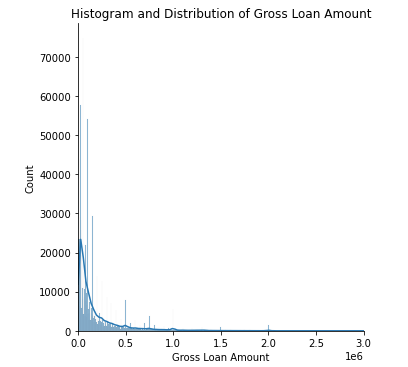 Histogram and Distribution of Gross Loan Amount
70000
60000
50000
40000
30000
20000
10000
0
Count
0.0 0.5 1.0 1.5 2.0 2.5 3.0
1e6
Gross Loan Amount